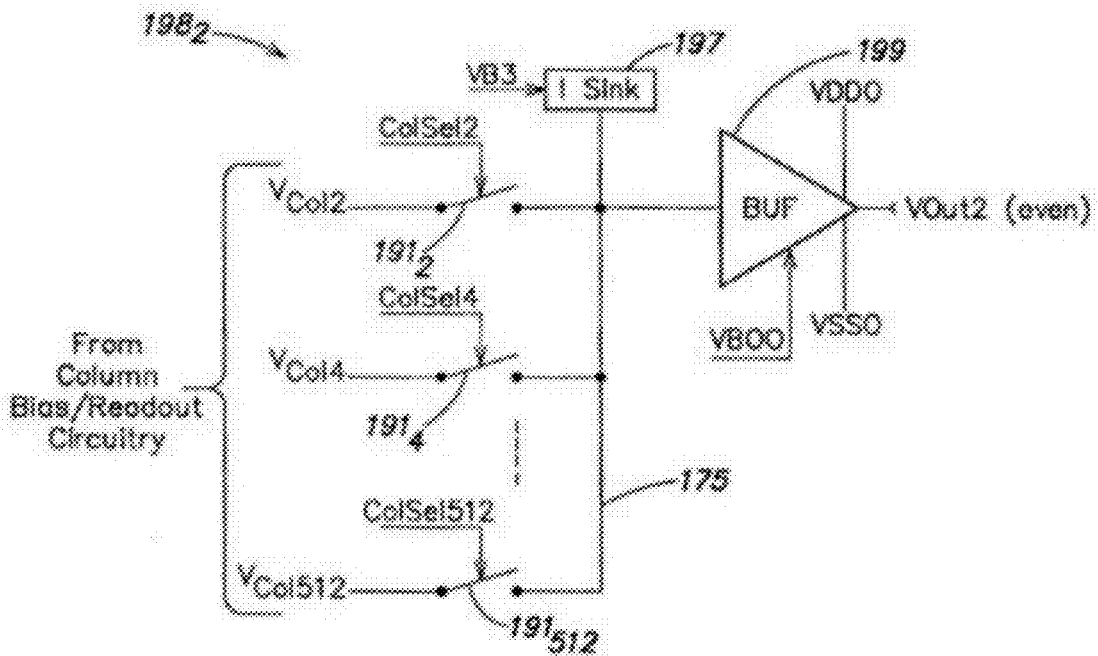 198₂
197
199
VB3
I Sink
VDDO
ColSel2
VCol2
BUF
VOut2 (even)
191₂
ColSel4
VBOO
VSSO
From
Column
Bias/Readout
Circuitry
VCol4
191₄
175
ColSel512
VCol512
191₅₁₂